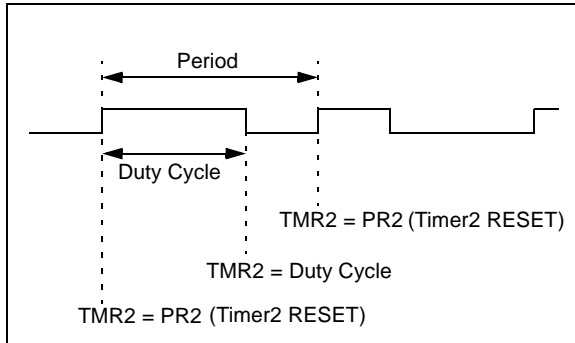 Period
Duty Cycle
TMR2 = PR2 (Timer2 RESET)
TMR2 = Duty Cycle
TMR2 = PR2 (Timer2 RESET)